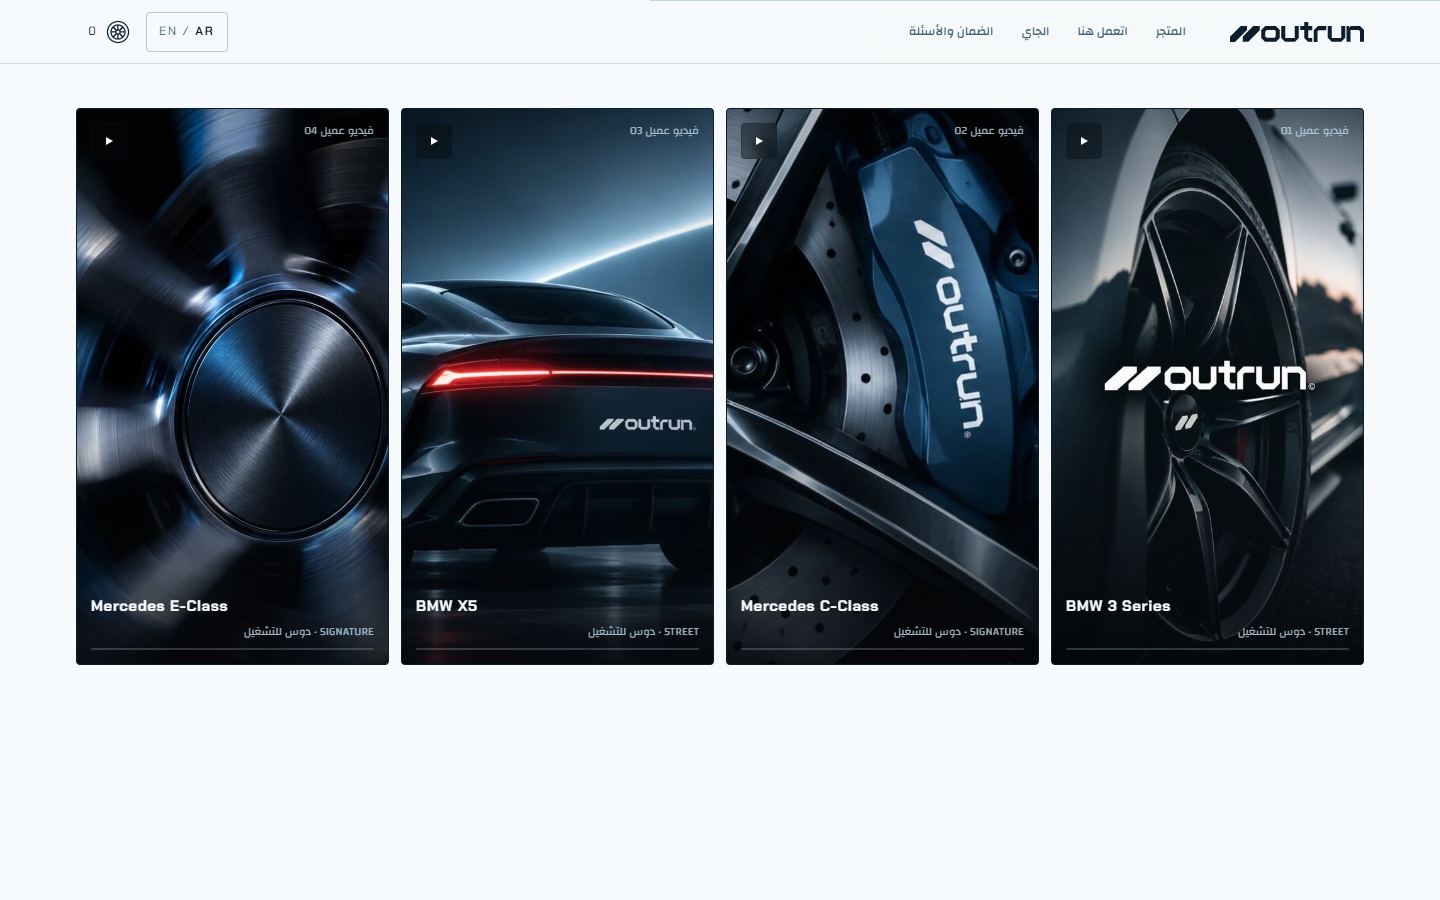 outrun
المتجر
اتعمل هنا
الجاي
الضمان والأسئلة
EN / AR
0
فيديو عميل 01
outrun©
BMW 3 Series
STREET - دوس للتشغيل
فيديو عميل 02
outrun®
Mercedes C-Class
SIGNATURE - دوس للتشغيل
فيديو عميل 03
outrun
BMW X5
STREET - دوس للتشغيل
فيديو عميل 04
Mercedes E-Class
SIGNATURE - دوس للتشغيل